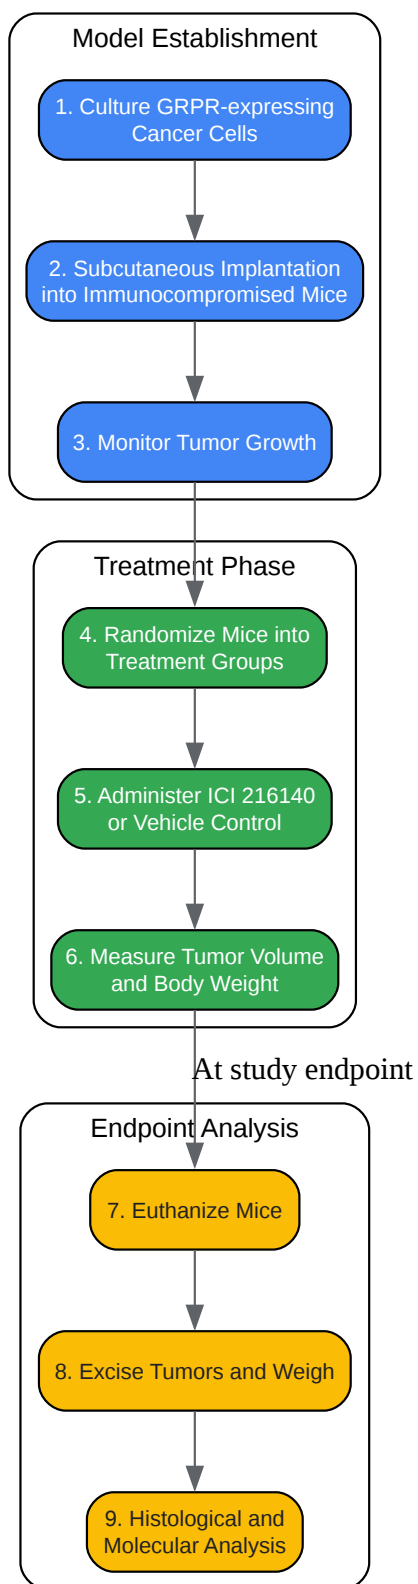 Model Establishment
1. Culture GRPR-expressing
Cancer Cells
2. Subcutaneous Implantation
into Immunocompromised Mice
3. Monitor Tumor Growth
Treatment Phase
4. Randomize Mice into
Treatment Groups
5. Administer ICI 216140
or Vehicle Control
6. Measure Tumor Volume
and Body Weight
At study endpoint
Endpoint Analysis
7. Euthanize Mice
8. Excise Tumors and Weigh
9. Histological and
Molecular Analysis